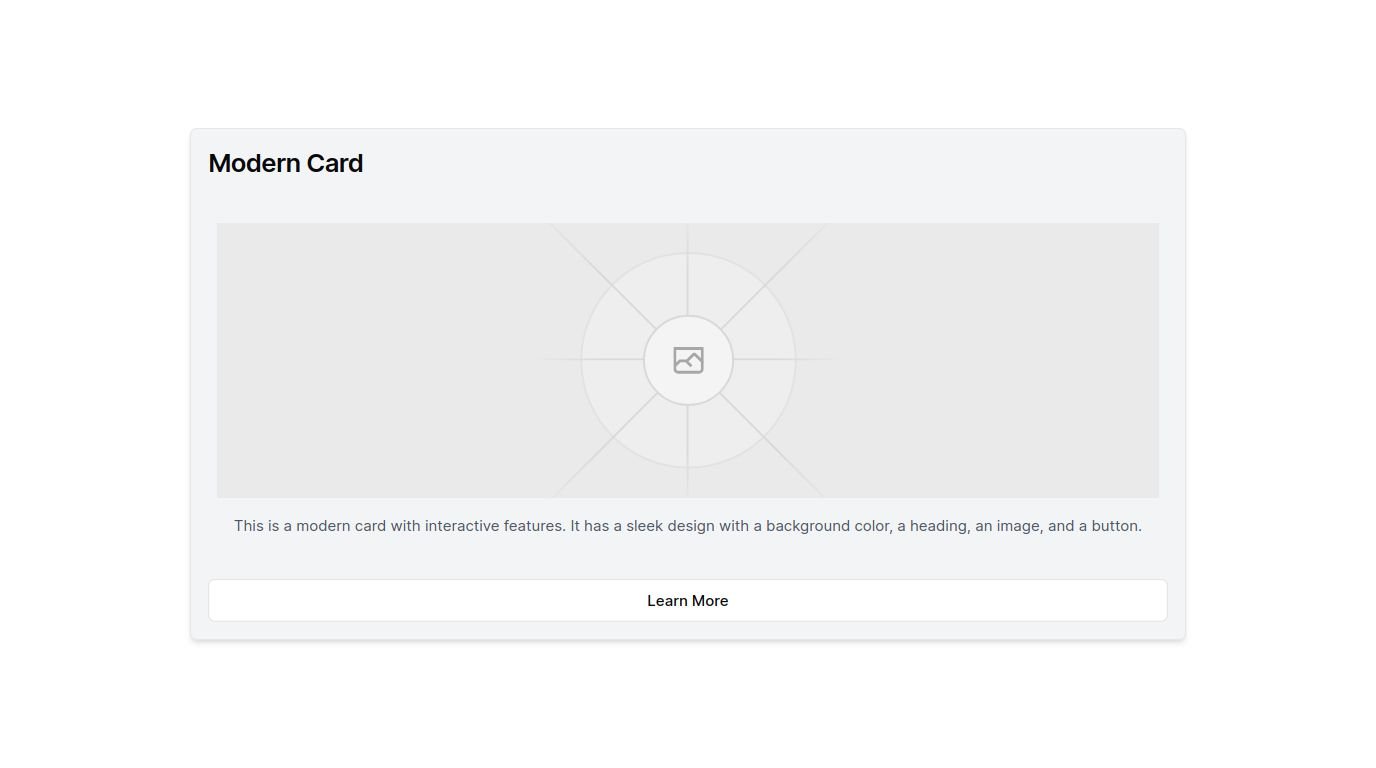 Modern Card
This is a modern card with interactive features. It has a sleek design with a background color, a heading, an image, and a button.
Learn More